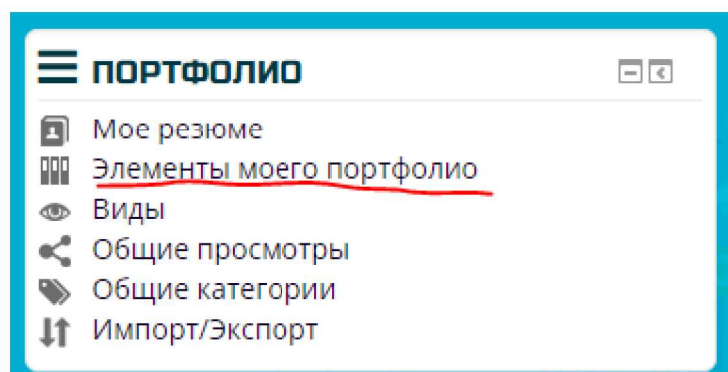 ПОРТФОЛИО
Мое резюме
Элементы моего портфолио
Виды
Общие просмотры
Общие категории
Импорт/Экспорт